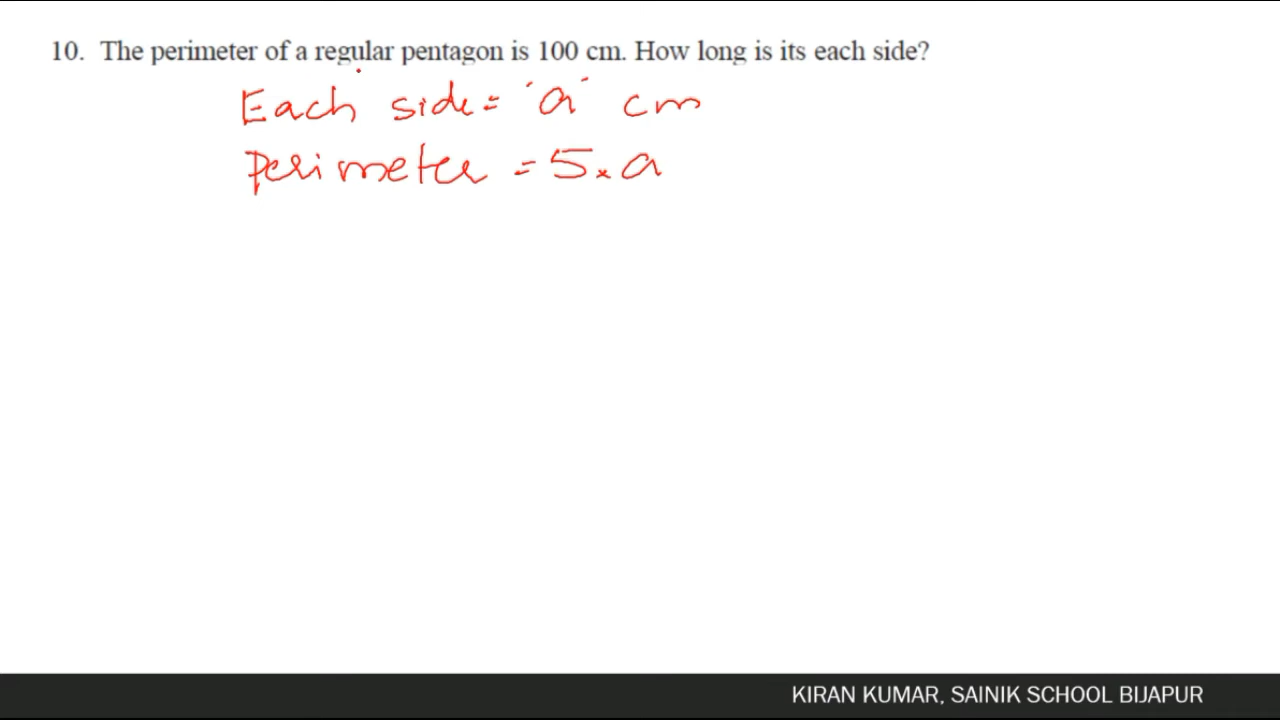 10. The perimeter of a regular pentagon is 100 cm. How long is its each side?
Each side = 'a' cm
Perimeter = 5 × a
KIRAN KUMAR, SAINIK SCHOOL BIJAPUR